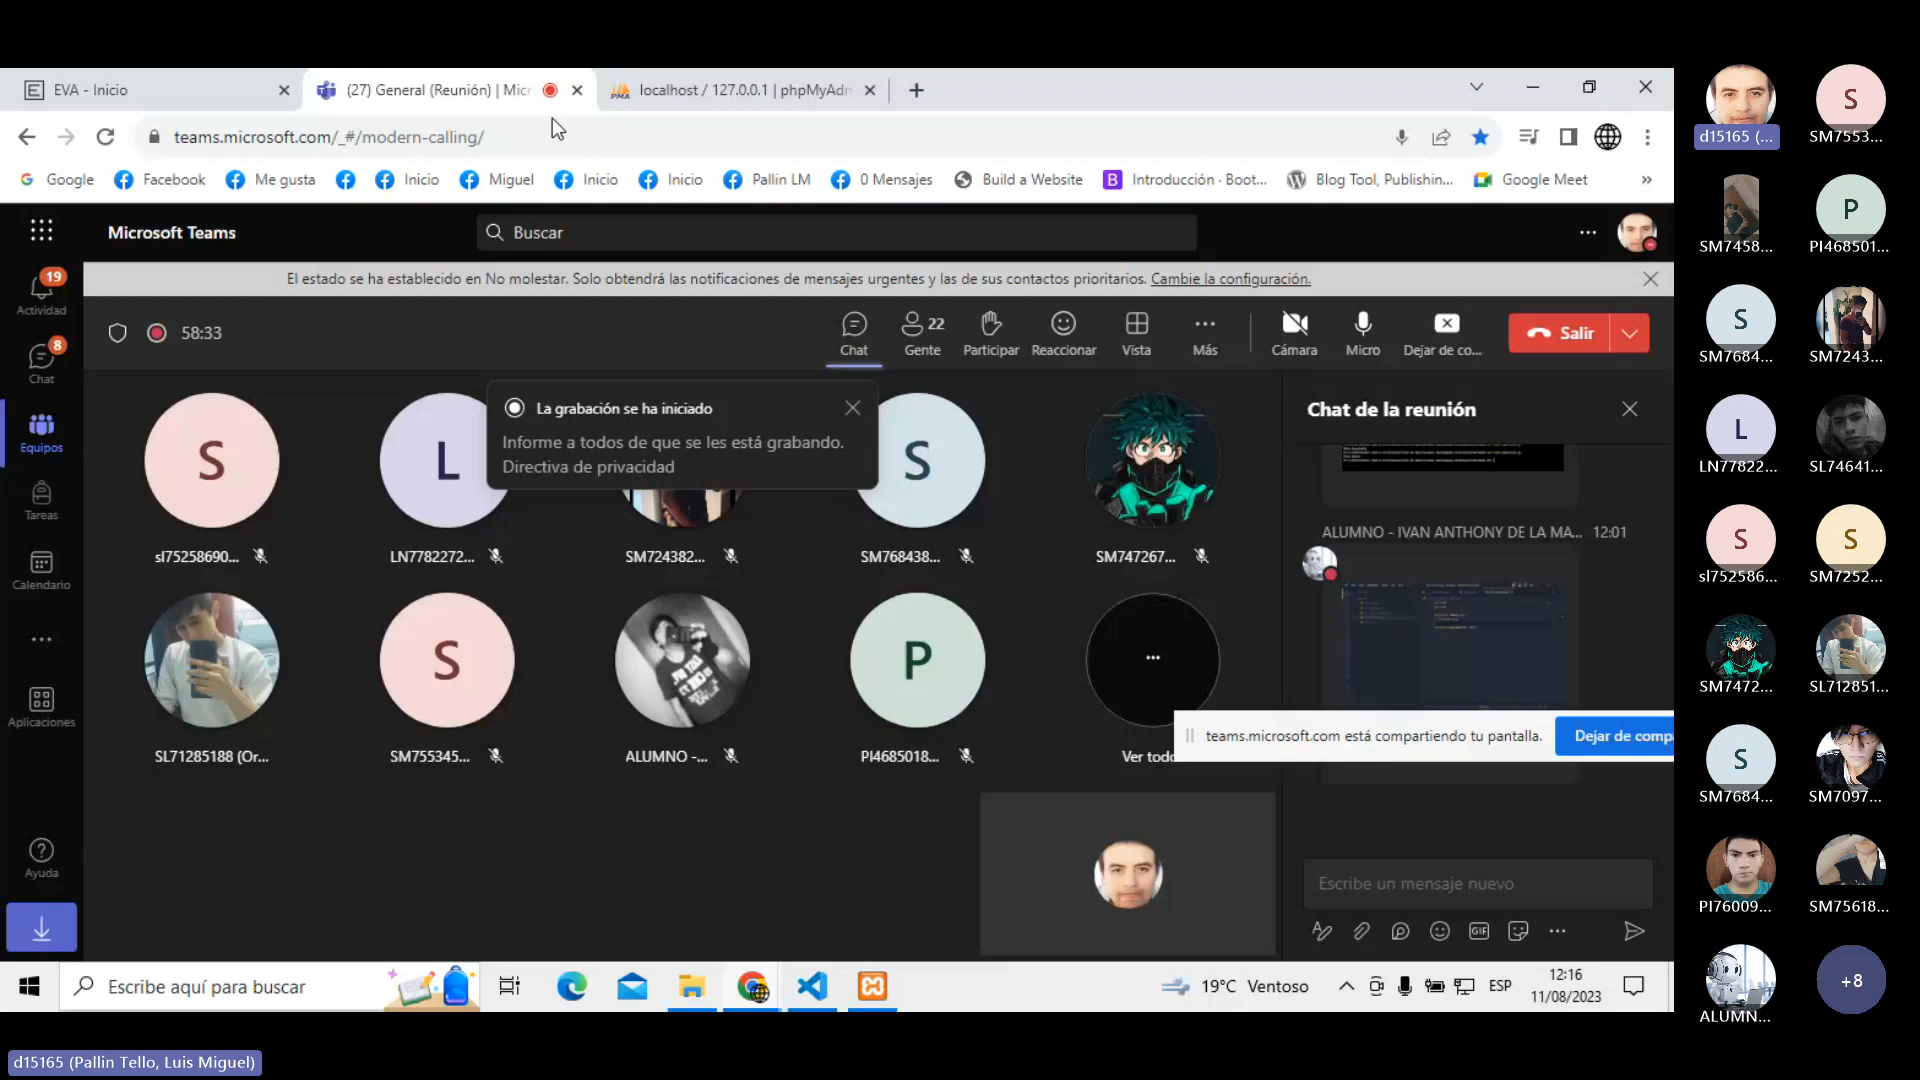 EVA - Inicio
(27) General (Reunión) | Micr
localhost / 127.0.0.1 | phpMyAdm
teams.microsoft.com/_#/modern-calling/
Google
Facebook
Me gusta
Inicio
Miguel
Inicio
Inicio
Pallin LM
0 Mensajes
Build a Website
B
Introducción · Boot...
Blog Tool, Publishin...
Google Meet
»
Microsoft Teams
Buscar
El estado se ha establecido en No molestar. Solo obtendrá las notificaciones de mensajes urgentes y las de sus contactos prioritarios. Cambie la configuración.
19
Actividad
8
Chat
Equipos
Tareas
Calendario
Aplicaciones
Ayuda
58:33
Chat
22
Gente
Participar
Reaccionar
Vista
Más
Cámara
Micro
Dejar de co...
Salir
La grabación se ha iniciado
Informe a todos de que se les está grabando.
Directiva de privacidad
S
L
S
sl75258690...
LN7782272...
SM724382...
SM768438...
SM747267...
S
P
SL71285188 (Or...
SM755345...
ALUMNO -...
PI4685018...
Ver todo
Chat de la reunión
ALUMNO - IVAN ANTHONY DE LA MA... 12:01
teams.microsoft.com está compartiendo tu pantalla.
Dejar de compa
Escribe un mensaje nuevo
GIF
Escribe aquí para buscar
19°C Ventoso
ESP
12:16
11/08/2023
d15165 (...
S
SM7553...
SM7458...
P
PI468501...
S
SM7684...
SM7243...
L
LN77822...
SL74641...
S
sl752586...
S
SM7252...
SM7472...
SL712851...
S
SM7684...
SM7097...
PI76009...
SM75618...
ALUMN...
+8
d15165 (Pallin Tello, Luis Miguel)